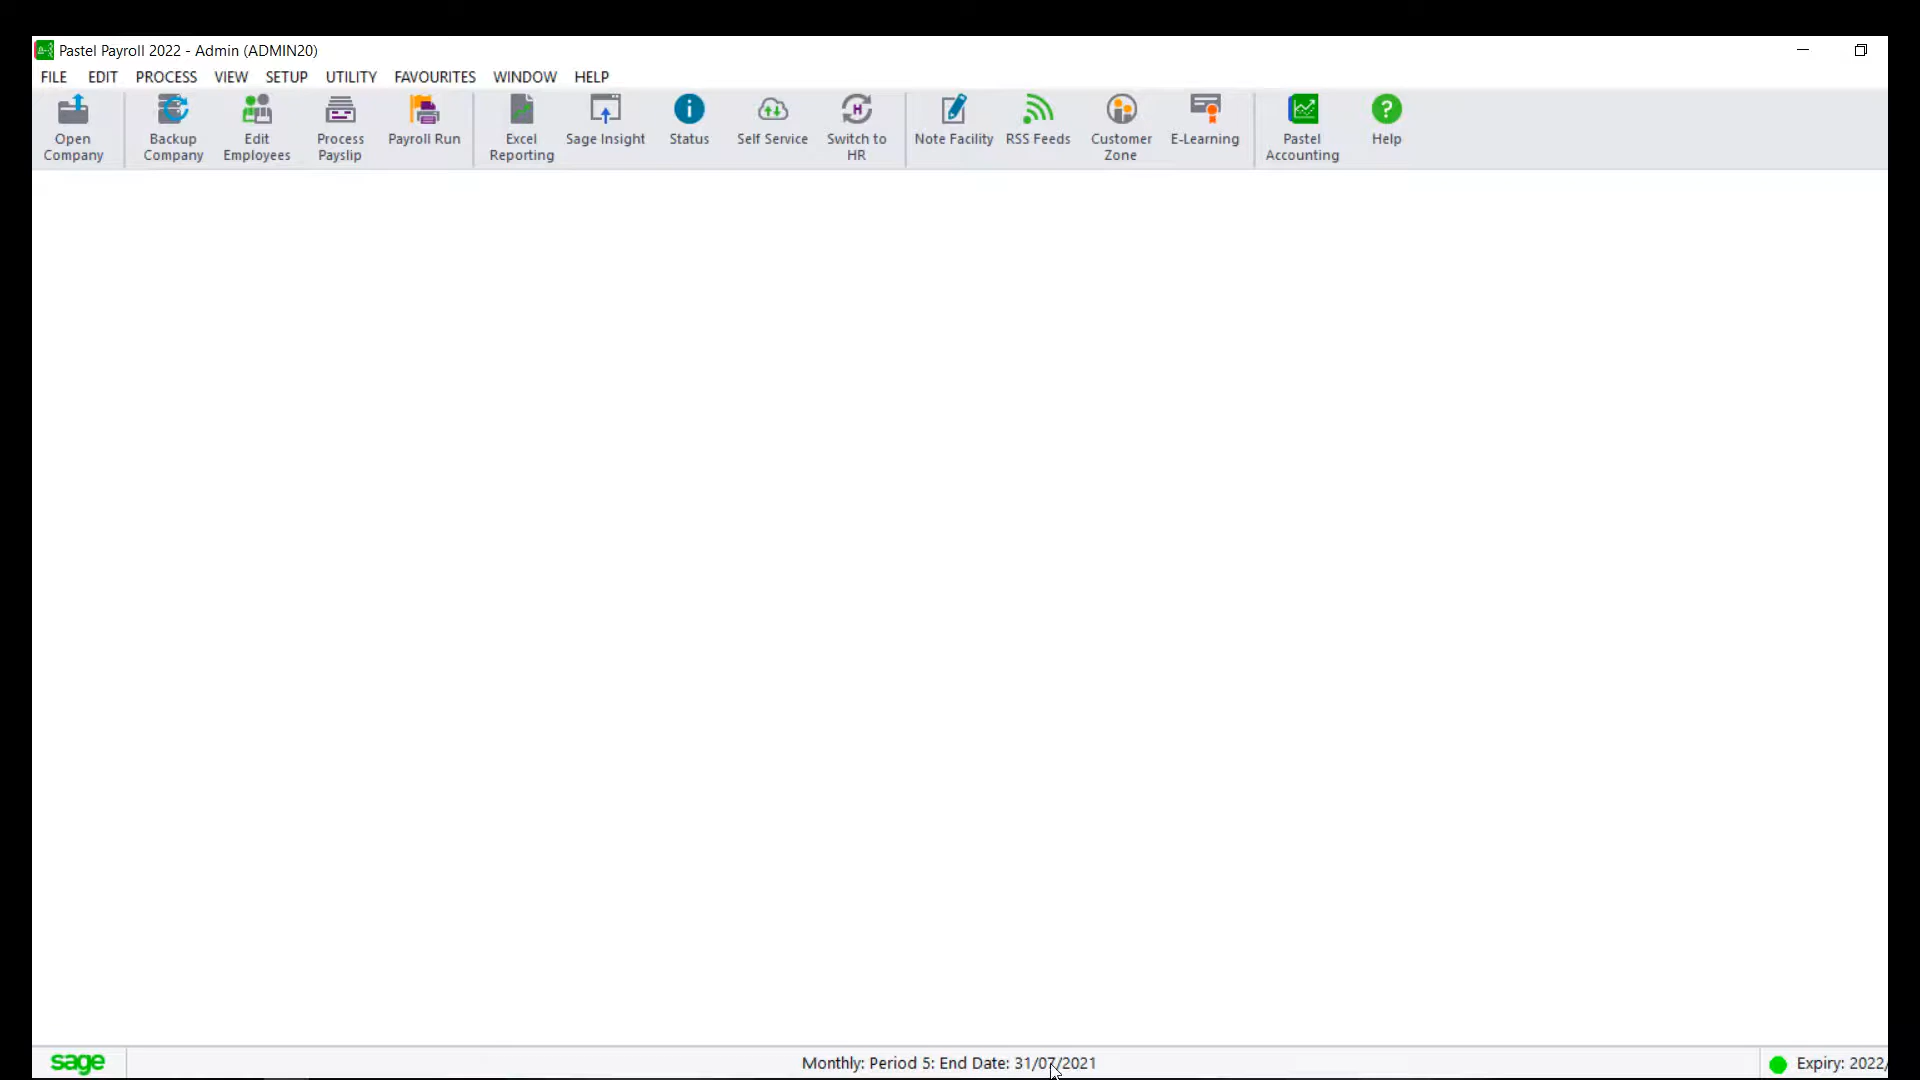 Pastel Payroll 2022 - Admin (ADMIN20)
FILE EDIT PROCESS VIEW SETUP UTILITY FAVOURITES WINDOW HELP
Open Company
Backup Company
Edit Employees
Process Payslip
Payroll Run
Excel Reporting
Sage Insight
Status
Self Service
Switch to HR
Note Facility
RSS Feeds
Customer Zone
E-Learning
Pastel Accounting
Help
sage
Monthly: Period 5: End Date: 31/07/2021
Expiry: 2022/